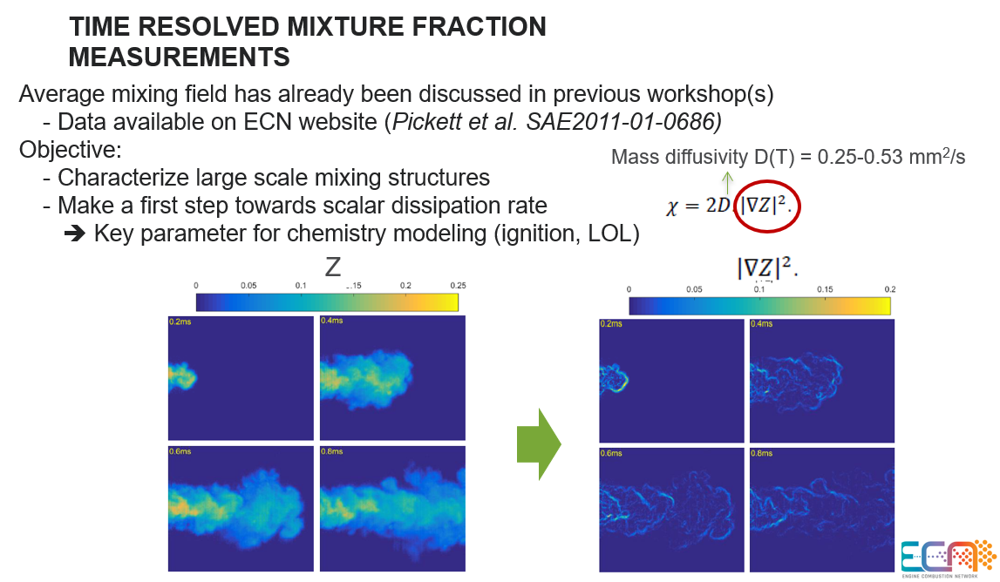 TIME RESOLVED MIXTURE FRACTION
MEASUREMENTS
Average mixing field has already been discussed in previous workshop(s)
- Data available on ECN website (Pickett et al. SAE2011-01-0686)
Objective:
Mass diffusivity D(T) = 0.25-0.53 mm²/s
- Characterize large scale mixing structures
- Make a first step towards scalar dissipation rate
χ = 2D.|∇Z|².
➔ Key parameter for chemistry modeling (ignition, LOL)
Z
0 0.05 0.1 .15 0.2 0.25
0.2ms
0.4ms
0.6ms
0.8ms
|∇Z|².
0 0.05 0.1 0.15 0.2
0.2ms
0.4ms
0.6ms
0.8ms
ECN
ENGINE COMBUSTION NETWORK